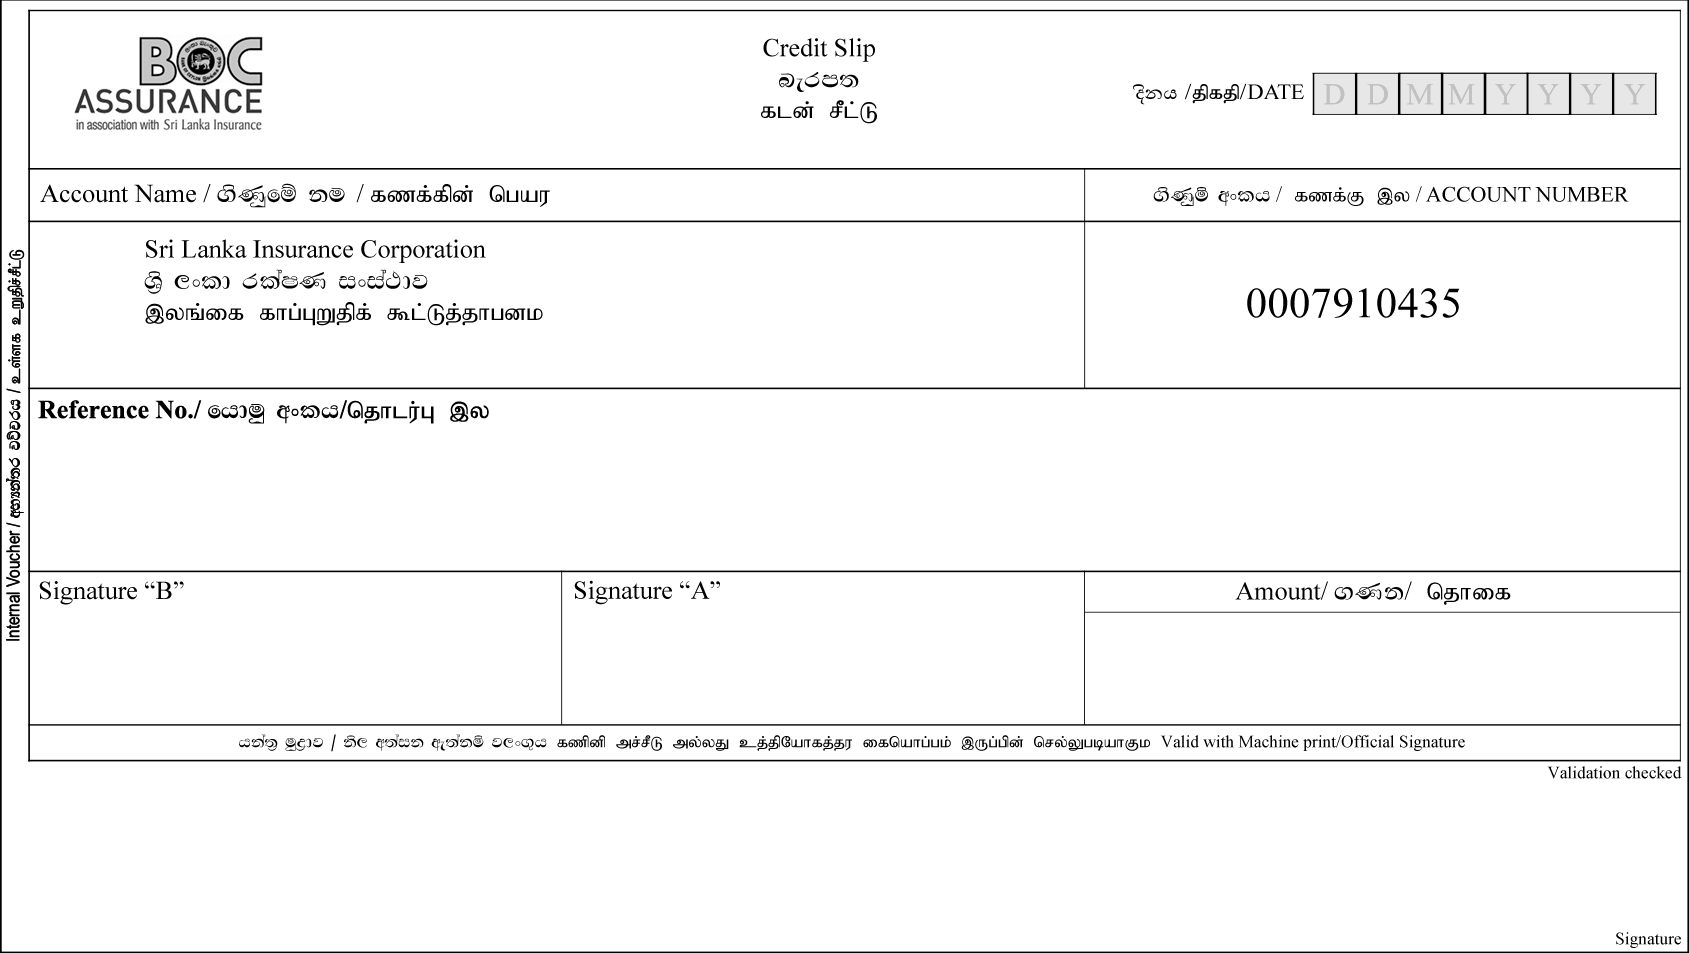 BOC
ASSURANCE
in association with Sri Lanka Insurance
Credit Slip
බැරපත
கடன் சீட்டு
දිනය /திகதி/DATE D D M M Y Y Y Y
Account Name / ගිණුමේ නම / கணக்கின் பெயர
ගිණුම් අංකය / கணக்கு இல / ACCOUNT NUMBER
Sri Lanka Insurance Corporation
ශ්‍රි ලංකා රක්ෂණ සංස්ථාව
இலங்கை காப்புறுதிக் கூட்டுத்தாபனம
0007910435
Reference No./ යොමු අංකය/தொடர்பு இல
Signature “B”
Signature “A”
Amount/ ගණන/ தொகை
යන්ත්‍ර මුද්‍රාව / නිල අත්සන ඇත්නම් වලංගුය கணினி அச்சீடு அல்லது உத்தியோகத்தர கையொப்பம் இருப்பின் செல்லுபடியாகும Valid with Machine print/Official Signature
Validation checked
Signature
Internal Voucher / අභ්‍යන්තර වව්චරය / உள்ளக உறுதிச்சீட்டு